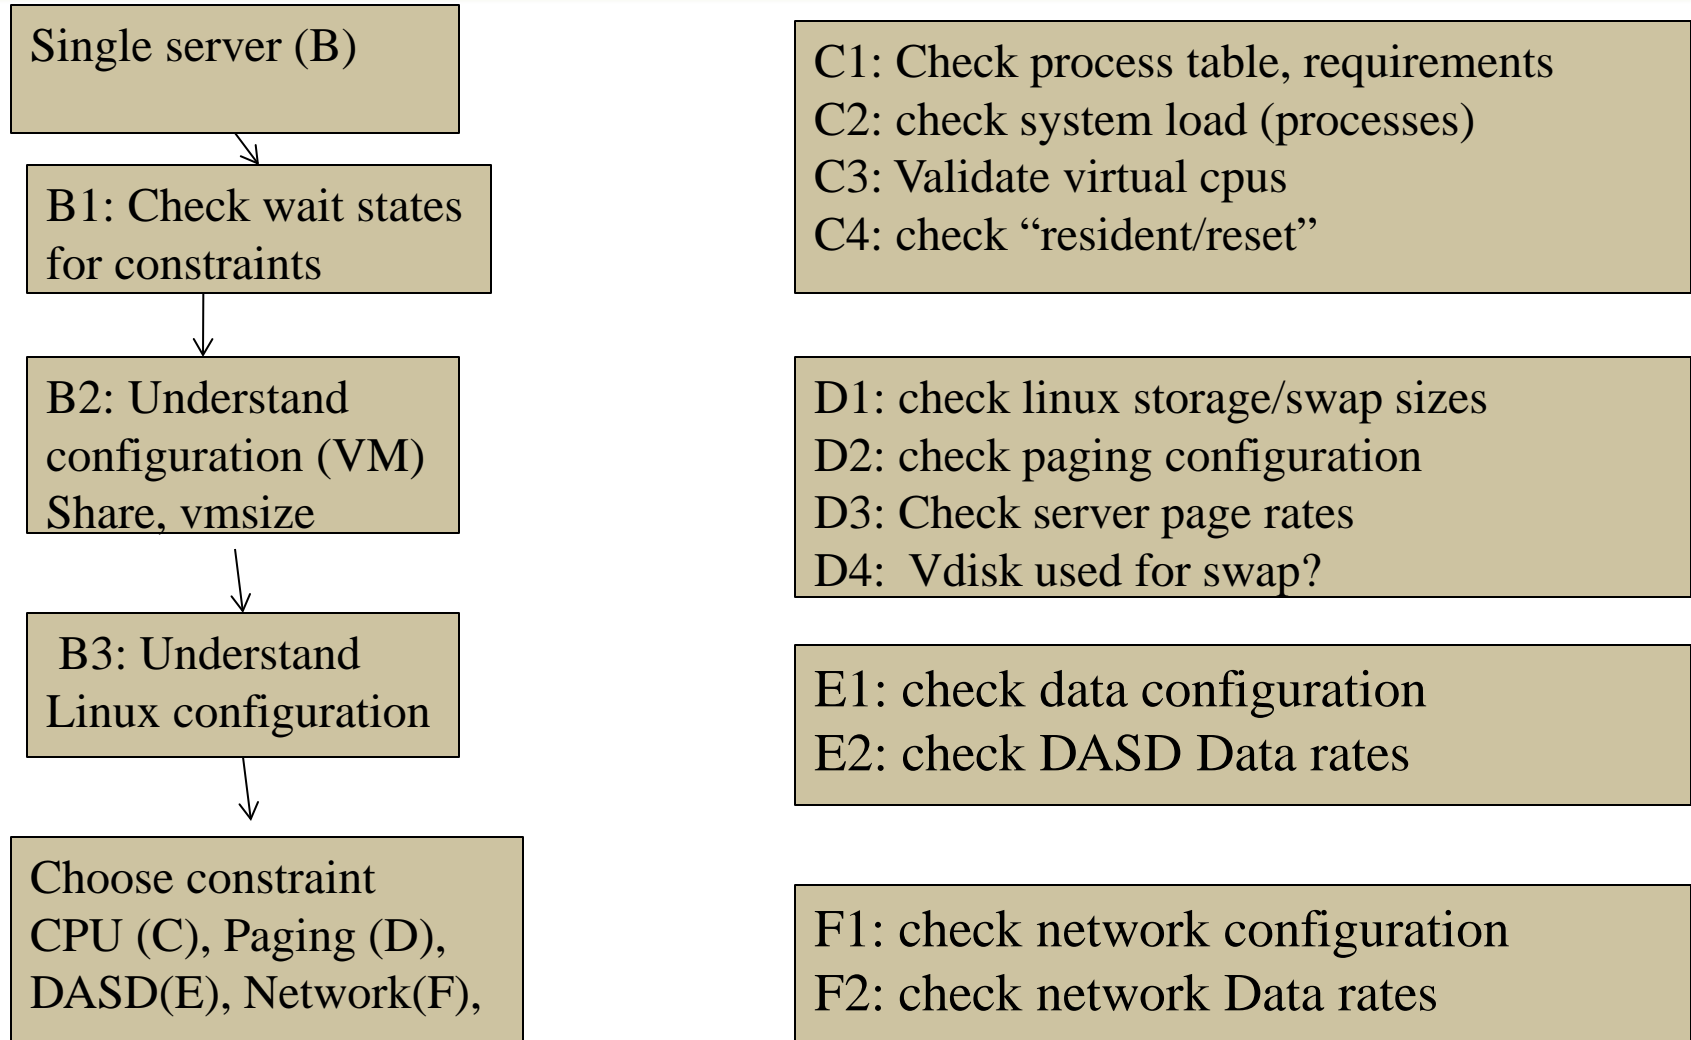 Single server (B)
B1: Check wait states
for constraints
B2: Understand
configuration (VM)
Share, vmsize
B3: Understand
Linux configuration
Choose constraint
CPU (C), Paging (D),
DASD(E), Network(F),
C1: Check process table, requirements
C2: check system load (processes)
C3: Validate virtual cpus
C4: check “resident/reset”
D1: check linux storage/swap sizes
D2: check paging configuration
D3: Check server page rates
D4:  Vdisk used for swap?
E1: check data configuration
E2: check DASD Data rates
F1: check network configuration
F2: check network Data rates